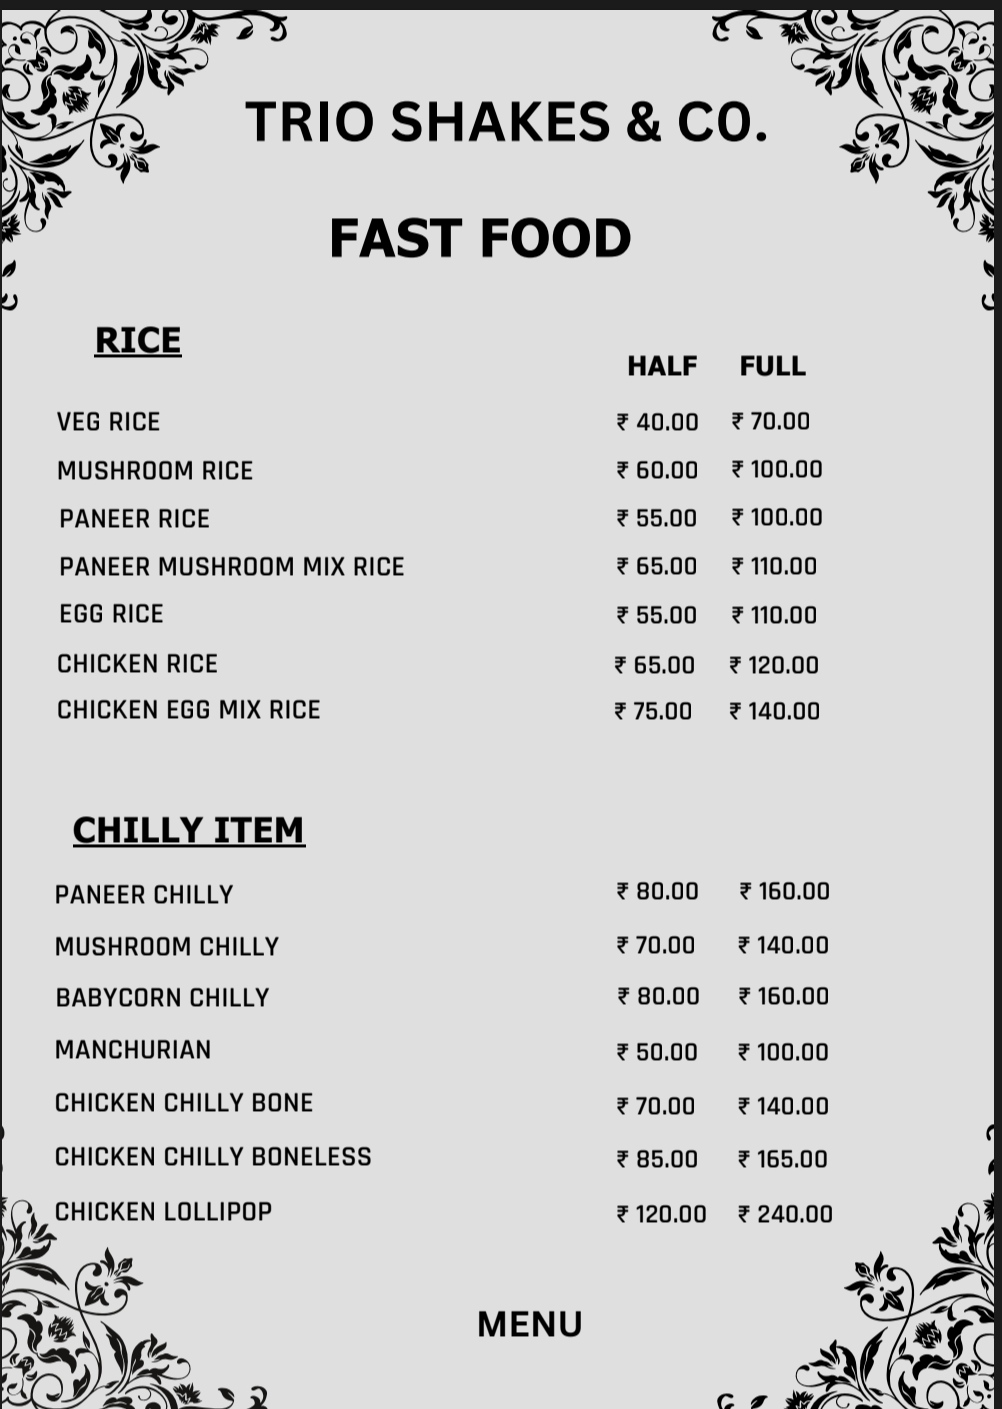 TRIO SHAKES & CO.
FAST FOOD
RICE
HALF FULL
VEG RICE ₹ 40.00 ₹ 70.00
MUSHROOM RICE ₹ 60.00 ₹ 100.00
PANEER RICE ₹ 55.00 ₹ 100.00
PANEER MUSHROOM MIX RICE ₹ 65.00 ₹ 110.00
EGG RICE ₹ 55.00 ₹ 110.00
CHICKEN RICE ₹ 65.00 ₹ 120.00
CHICKEN EGG MIX RICE ₹ 75.00 ₹ 140.00
CHILLY ITEM
PANEER CHILLY ₹ 80.00 ₹ 160.00
MUSHROOM CHILLY ₹ 70.00 ₹ 140.00
BABYCORN CHILLY ₹ 80.00 ₹ 160.00
MANCHURIAN ₹ 50.00 ₹ 100.00
CHICKEN CHILLY BONE ₹ 70.00 ₹ 140.00
CHICKEN CHILLY BONELESS ₹ 85.00 ₹ 165.00
CHICKEN LOLLIPOP ₹ 120.00 ₹ 240.00
MENU